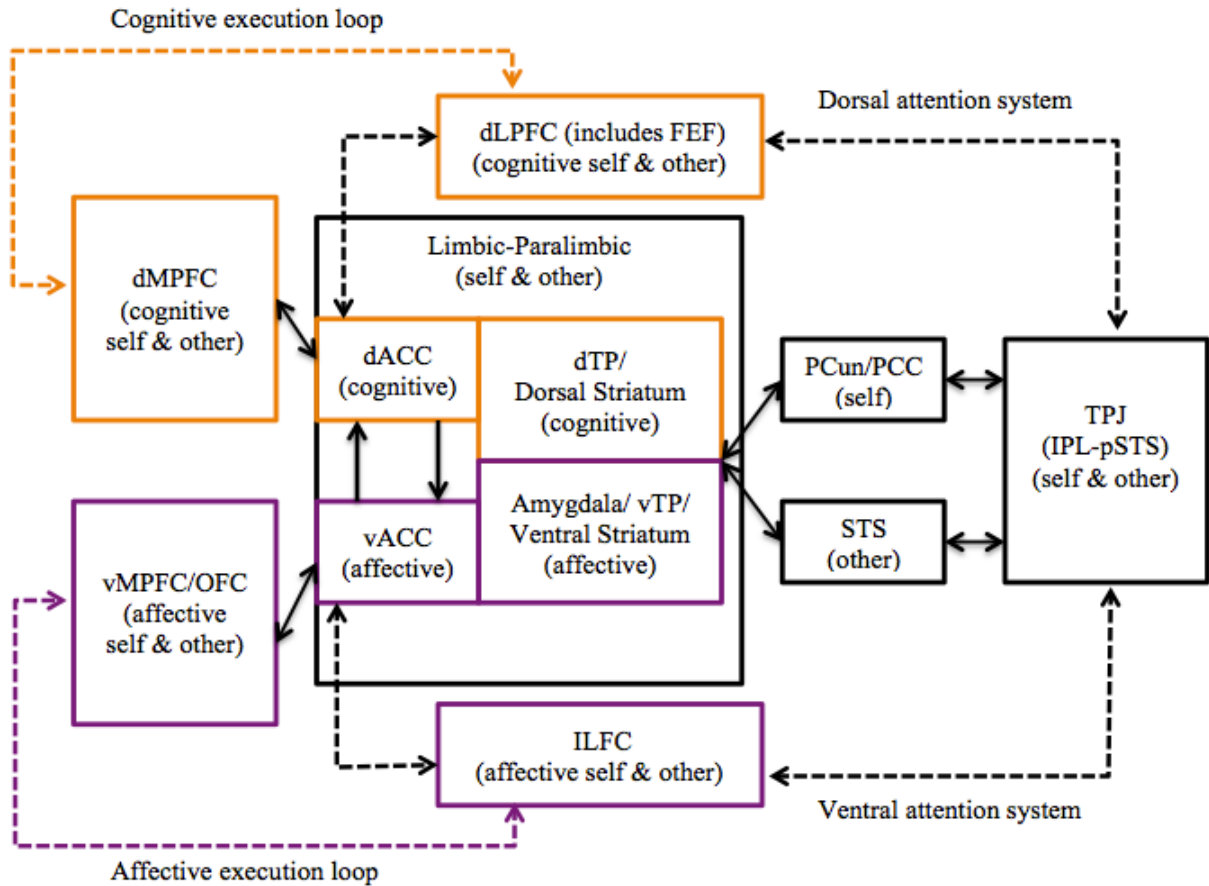 Cognitive execution loop
Dorsal attention system
dLPFC (includes FEF)
(cognitive self & other)
Limbic-Paralimbic
(self & other)
dMPFC
(cognitive
self & other)
dACC
(cognitive)
dTP/
Dorsal Striatum
(cognitive)
PCun/PCC
(self)
TPJ
(IPL-pSTS)
(self & other)
vMPFC/OFC
(affective
self & other)
vACC
(affective)
Amygdala/ vTP/
Ventral Striatum
(affective)
STS
(other)
ILFC
(affective self & other)
Ventral attention system
Affective execution loop